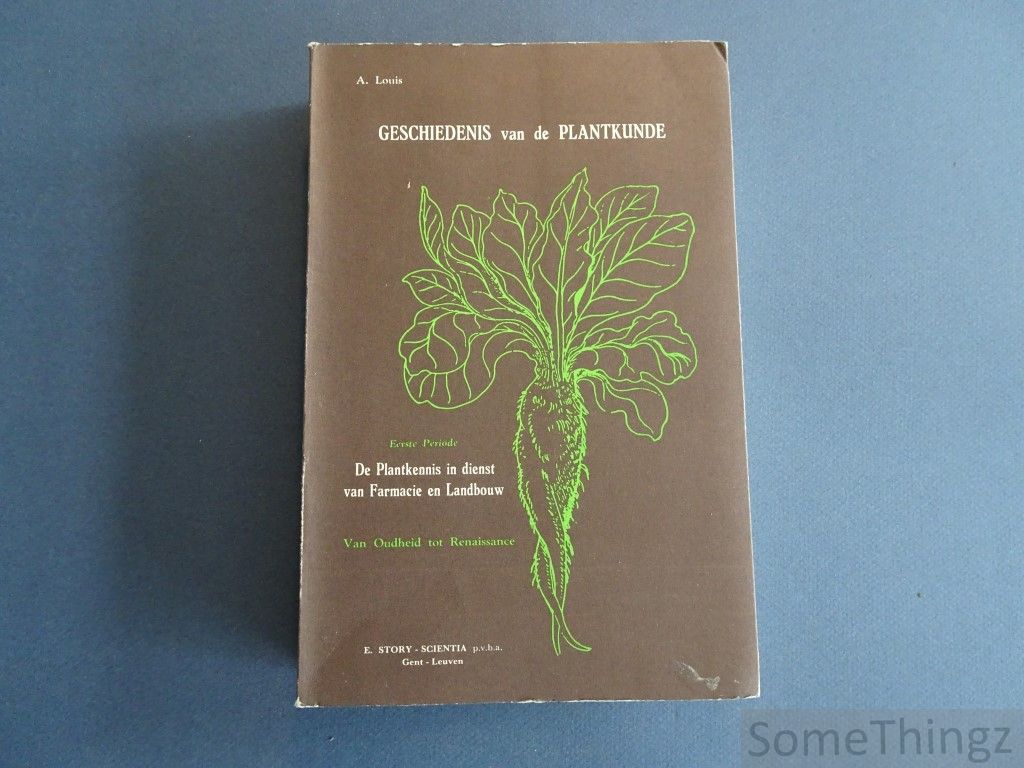 A. Louis
GESCHIEDENIS van de PLANTKUNDE
Eerste Periode
De Plantkennis in dienst
van Farmacie en Landbouw
Van Oudheid tot Renaissance
E. STORY - SCIENTIA p.v.b.a.
Gent - Leuven
SomeThingz